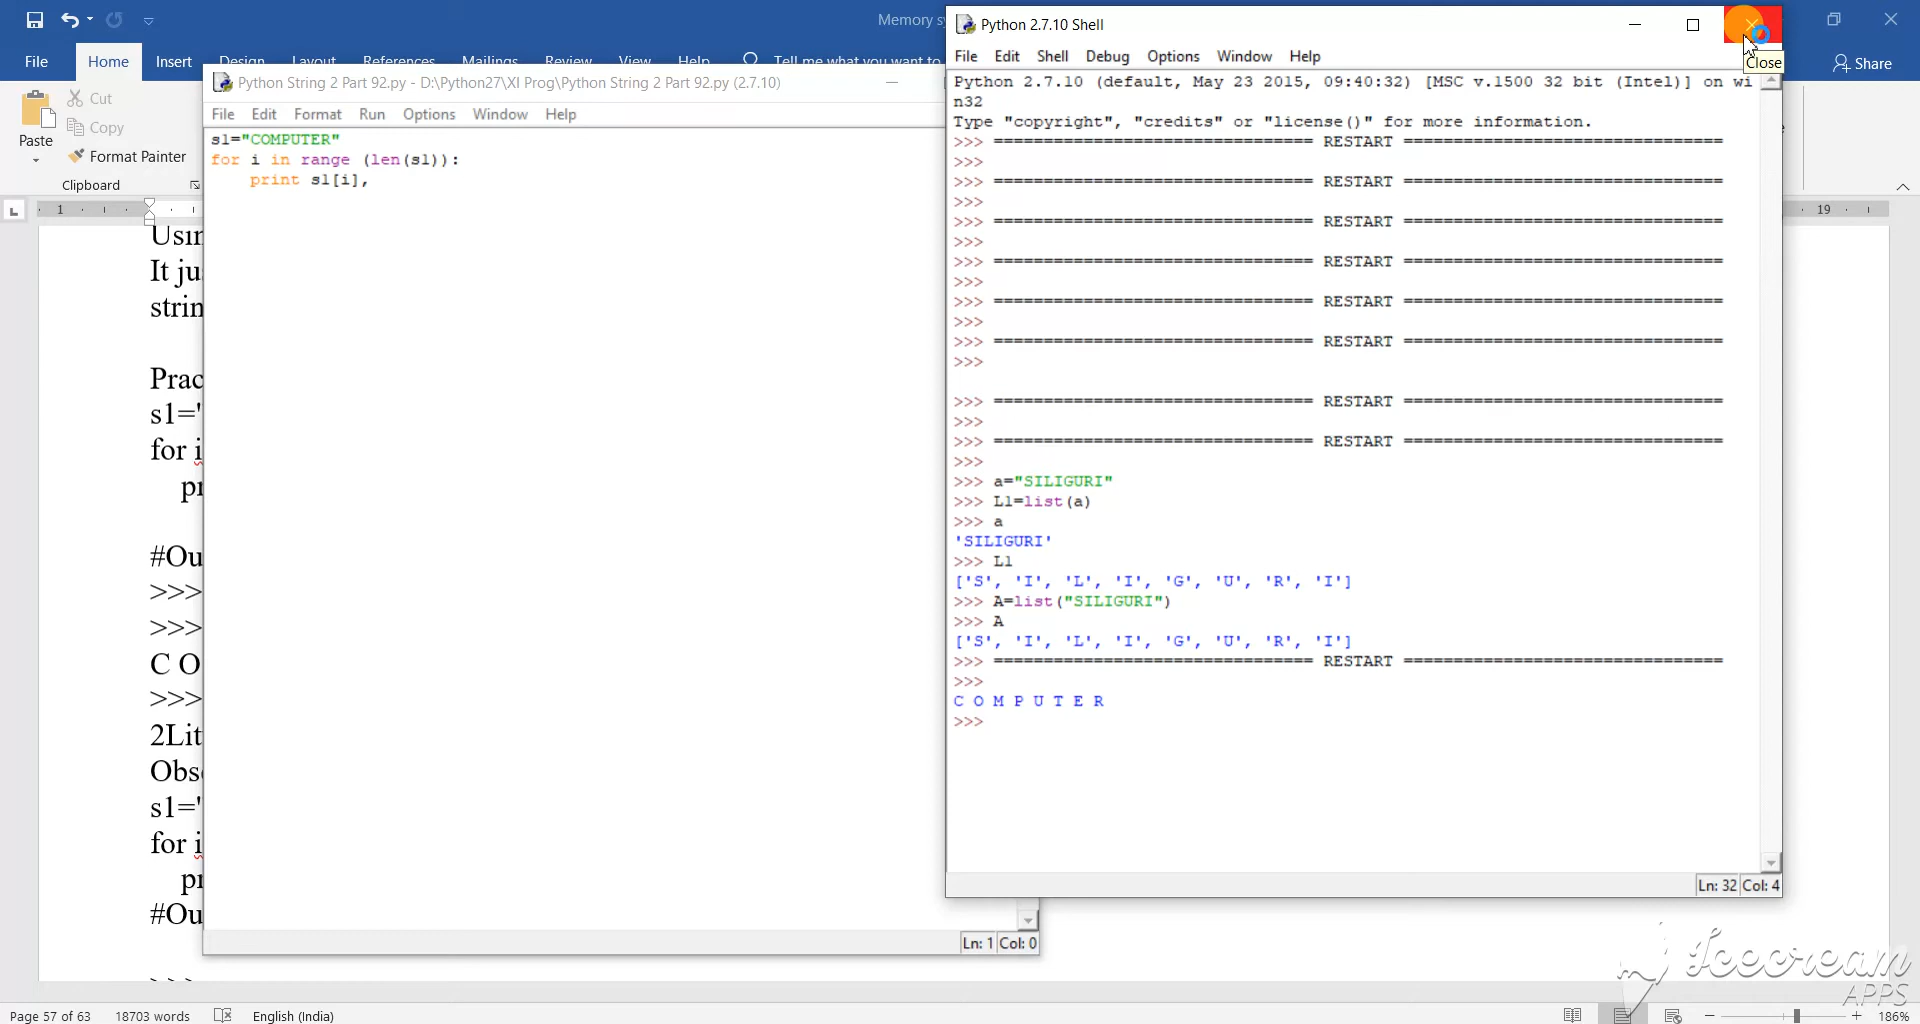 Memory sy
File Home Insert Design Layout References Mailings Review View Help Tell me what you want to
Share
Paste
Cut
Copy
Format Painter
Clipboard
1
19
Usin
It ju
strin
Prac
s1='
for i
pr
#Ou
>>>
>>>
C O
>>>
2Lit
Obse
s1='
for i
pr
#Ou
>>>
Python String 2 Part 92.py - D:\Python27\XI Prog\Python String 2 Part 92.py (2.7.10)
File Edit Format Run Options Window Help
s1="COMPUTER"
for i in range (len(s1)):
    print s1[i],
Ln: 1 Col: 0
Python 2.7.10 Shell
Close
File Edit Shell Debug Options Window Help
Python 2.7.10 (default, May 23 2015, 09:40:32) [MSC v.1500 32 bit (Intel)] on wi
n32
Type "copyright", "credits" or "license()" for more information.
>>> ================================ RESTART ================================
>>>
>>> ================================ RESTART ================================
>>>
>>> ================================ RESTART ================================
>>>
>>> ================================ RESTART ================================
>>>
>>> ================================ RESTART ================================
>>>
>>> ================================ RESTART ================================
>>>
>>> ================================ RESTART ================================
>>>
>>> ================================ RESTART ================================
>>>
>>> a="SILIGURI"
>>> L1=list(a)
>>> a
'SILIGURI'
>>> L1
['S', 'I', 'L', 'I', 'G', 'U', 'R', 'I']
>>> A=list("SILIGURI")
>>> A
['S', 'I', 'L', 'I', 'G', 'U', 'R', 'I']
>>> ================================ RESTART ================================
>>>
C O M P U T E R
>>>
Ln: 32 Col: 4
Icecream
APPS
Page 57 of 63 18703 words English (India) 186%